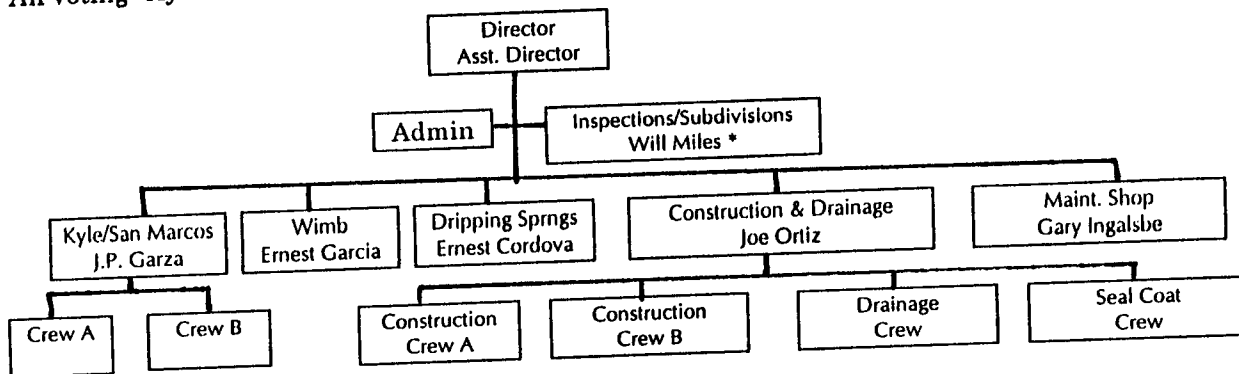 All voting
Director
Asst. Director
Admin
Inspections/Subdivisions
Will Miles *
Kyle/San Marcos
J.P. Garza
Wimb
Ernest Garcia
Dripping Sprngs
Ernest Cordova
Construction & Drainage
Joe Ortiz
Maint. Shop
Gary Ingalsbe
Crew A
Crew B
Construction
Crew A
Construction
Crew B
Drainage
Crew
Seal Coat
Crew